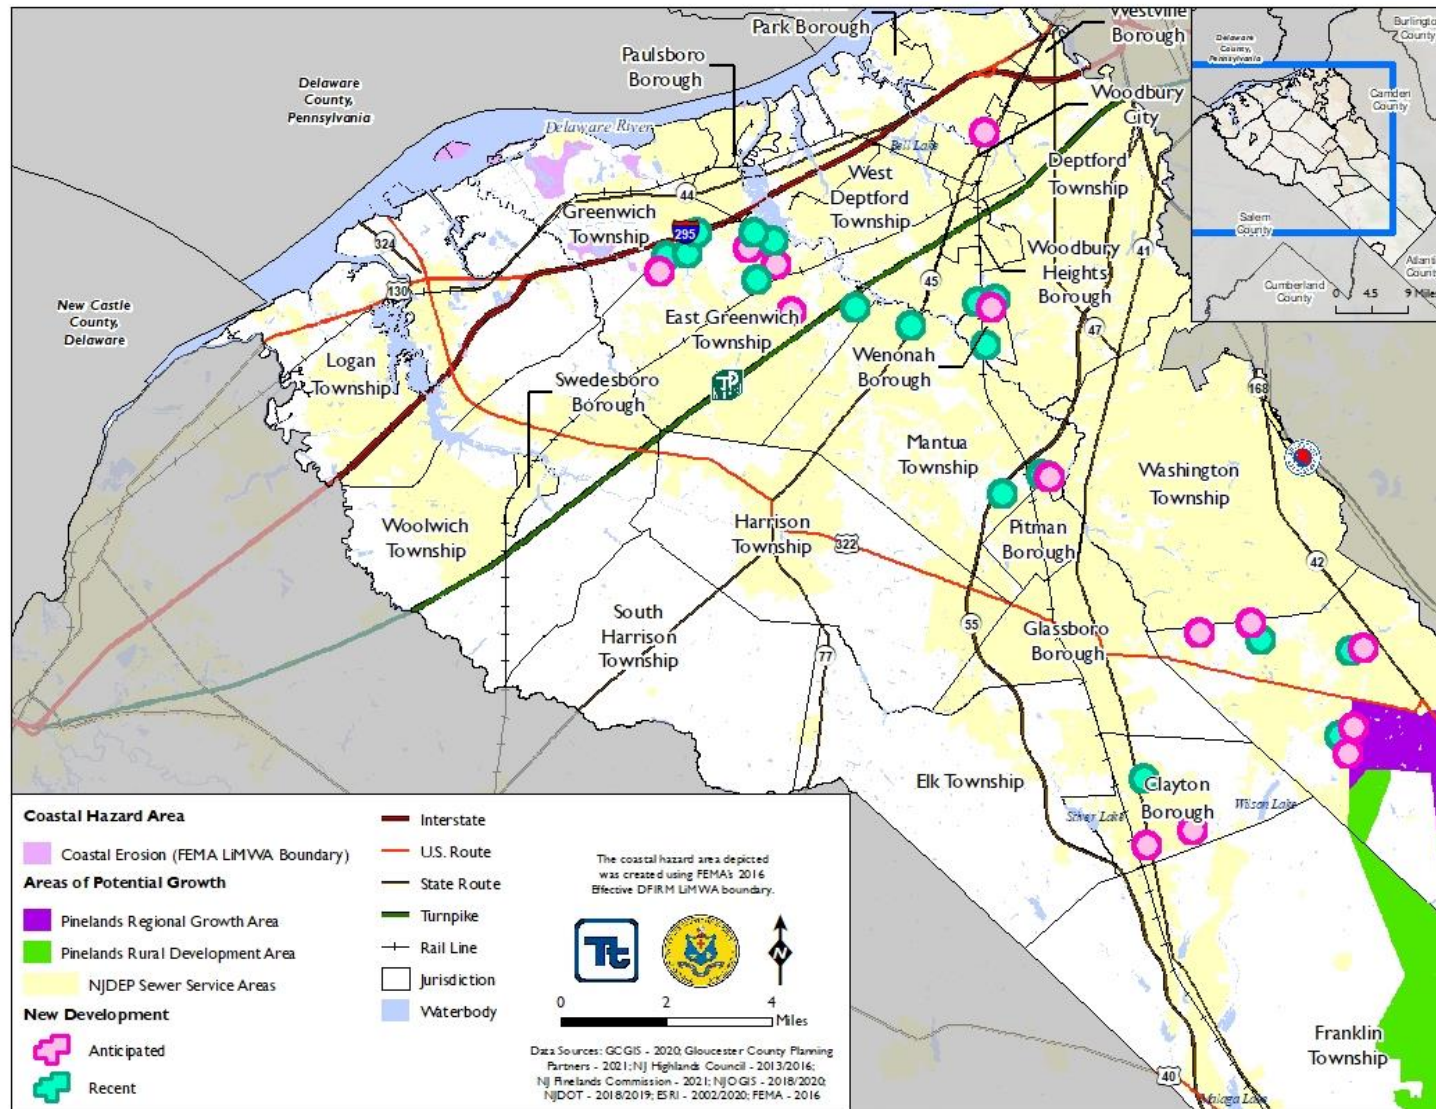 Park Borough
Westville
Borough
Paulsboro
Borough
Delaware
County,
Pennsylvania
Delaware River
Woodbury
City
Bell Lake
Deptford
Township
West
Deptford
Township
44
Greenwich
Township
295
324
130
Woodbury
Heights
Borough
41
45
47
New Castle
County,
Delaware
East Greenwich
Township
Wenonah
Borough
Logan
Township
Swedesboro
Borough
168
Mantua
Township
Washington
Township
Woolwich
Township
Harrison
Township
322
Pitman
Borough
42
South
Harrison
Township
55
Glassboro
Borough
77
Elk Township
Clayton
Borough
Silver Lake
Wilson Lake
Franklin
Township
40
Malaga Lake
Delaware
County,
Pennsylvania
Burlington
County
Camden
County
Salem
County
Cumberland
County
Atlanti
Count
0 4.5 9 Miles
Coastal Hazard Area
Coastal Erosion (FEMA LiMWA Boundary)
Areas of Potential Growth
Pinelands Regional Growth Area
Pinelands Rural Development Area
NJDEP Sewer Service Areas
New Development
Anticipated
Recent
Interstate
U.S. Route
State Route
Turnpike
Rail Line
Jurisdiction
Waterbody
The coastal hazard area depicted
was created using FEMA's 2016
Effective DFIRM LiMWA boundary.
Tt
N
0 2 4
Miles
Data Sources: GCGIS - 2020; Gloucester County Planning
Partners - 2021; NJ Highlands Council - 2013/2016;
NJ Pinelands Commission - 2021; NJOGIS - 2018/2020;
NJDOT - 2018/2019; ESRI - 2002/2020; FEMA - 2016